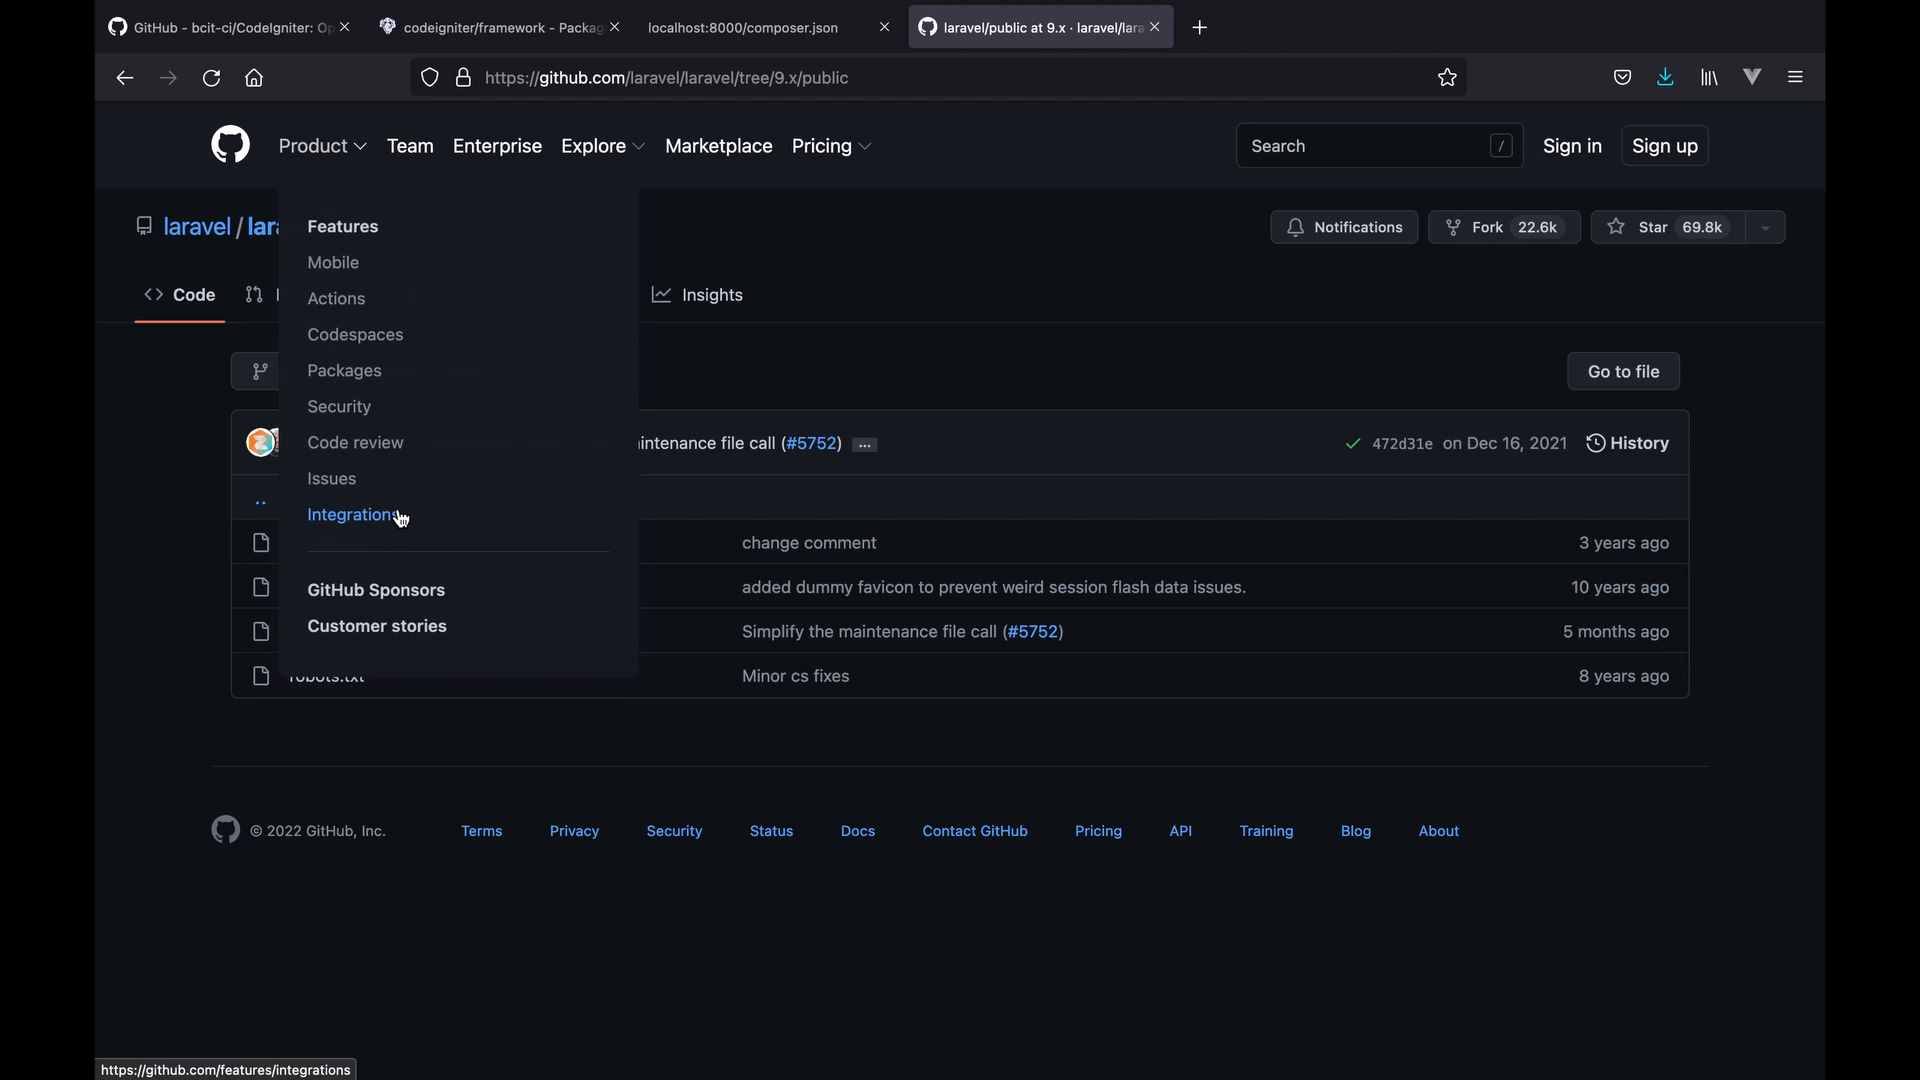 GitHub - bcit-ci/CodeIgniter: Op
codeigniter/framework - Packag
localhost:8000/composer.json
laravel/public at 9.x · laravel/lara
https://github.com/laravel/laravel/tree/9.x/public
Product
Team
Enterprise
Explore
Marketplace
Pricing
Search /
Sign in
Sign up
laravel / lar
Notifications
Fork 22.6k
Star 69.8k
Code
Insights
Features
Mobile
Actions
Codespaces
Packages
Security
Code review
Issues
Integrations
GitHub Sponsors
Customer stories
Go to file
intenance file call (#5752) ...
472d31e on Dec 16, 2021
History
..
change comment 3 years ago
added dummy favicon to prevent weird session flash data issues. 10 years ago
Simplify the maintenance file call (#5752) 5 months ago
robots.txt Minor cs fixes 8 years ago
© 2022 GitHub, Inc.
Terms
Privacy
Security
Status
Docs
Contact GitHub
Pricing
API
Training
Blog
About
https://github.com/features/integrations